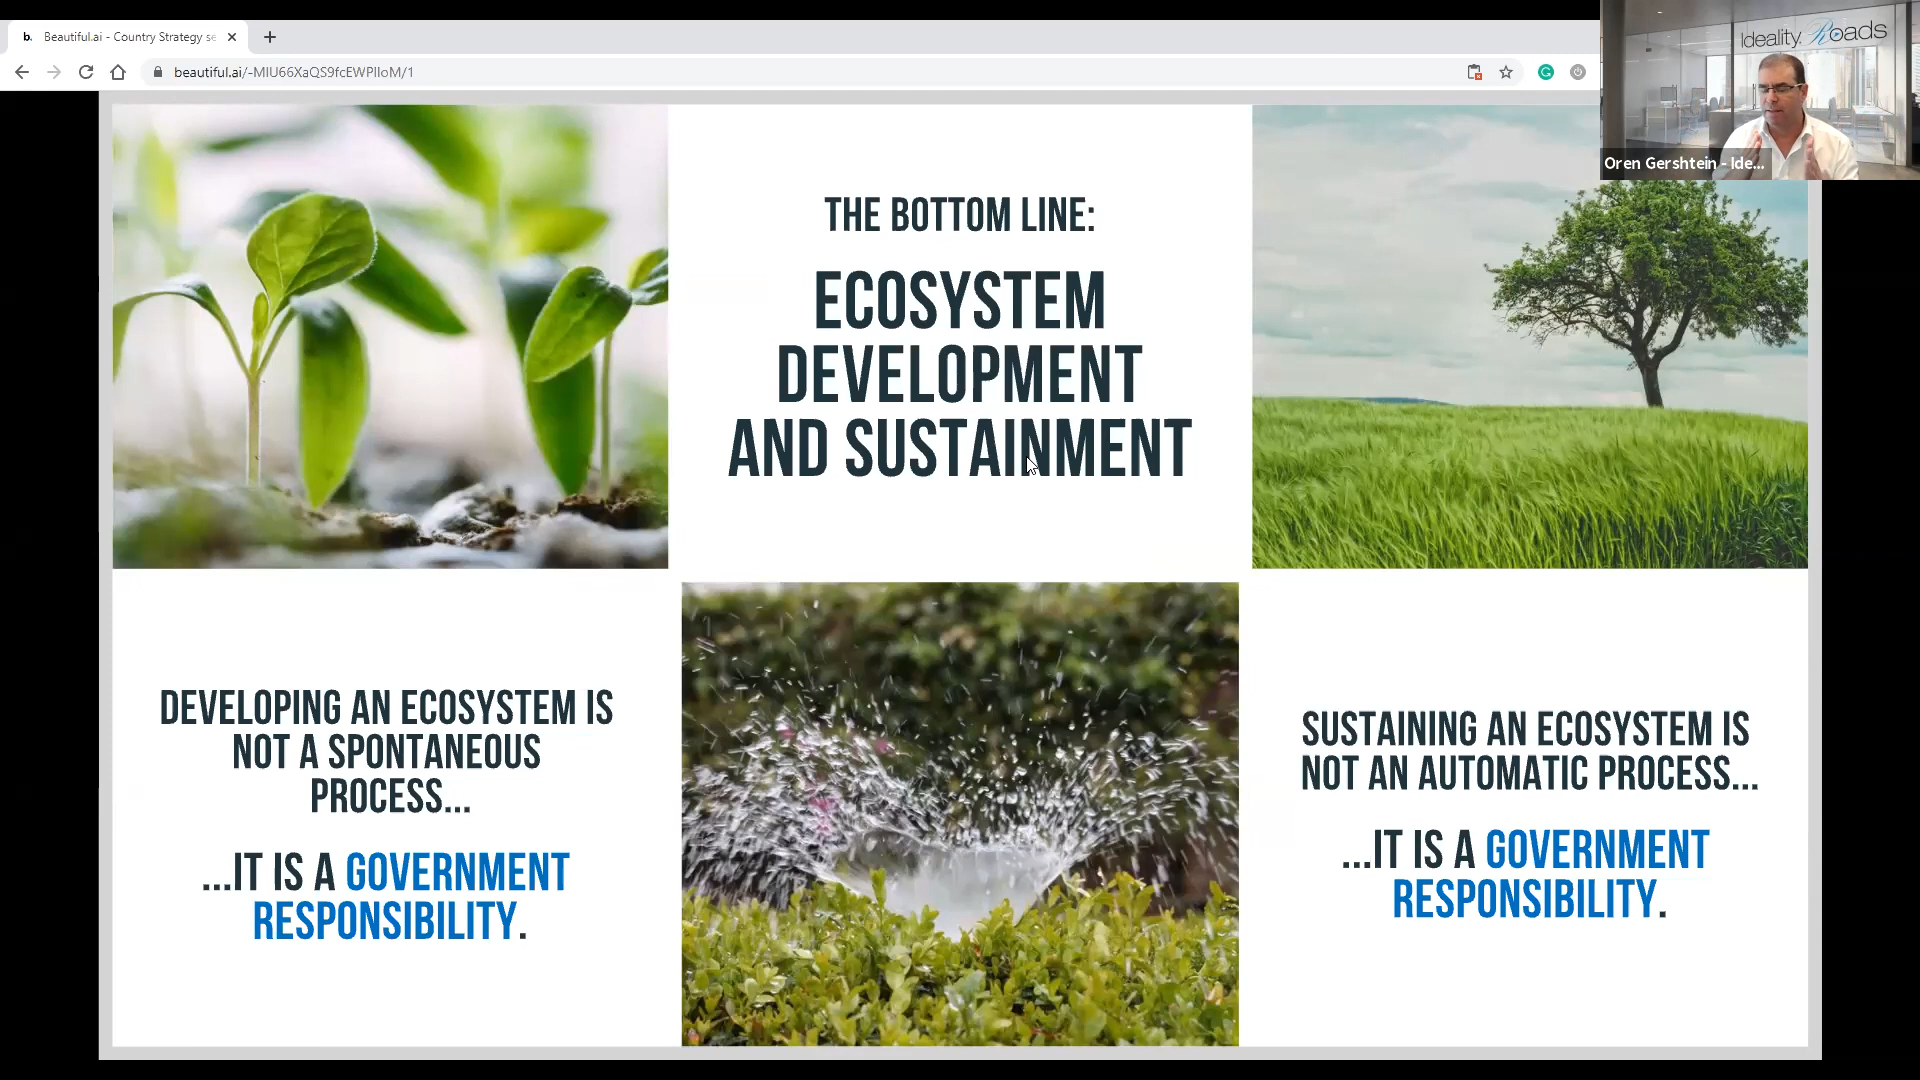 b. Beautiful.ai - Country Strategy se
beautiful.ai/-MIU66XaQS9fcEWPIIoM/1
Ideality. Roads
Oren Gershtein - Ide...
THE BOTTOM LINE:
ECOSYSTEM
DEVELOPMENT
AND SUSTAINMENT
DEVELOPING AN ECOSYSTEM IS
NOT A SPONTANEOUS
PROCESS...
...IT IS A GOVERNMENT
RESPONSIBILITY.
SUSTAINING AN ECOSYSTEM IS
NOT AN AUTOMATIC PROCESS...
...IT IS A GOVERNMENT
RESPONSIBILITY.